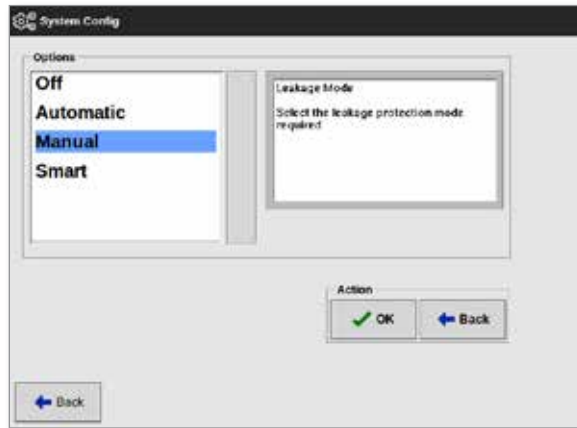 System Config
Options
Off
Automatic
Manual
Smart
Leakage Mode
Select the leakage protection mode
required
Action
OK
Back
Back